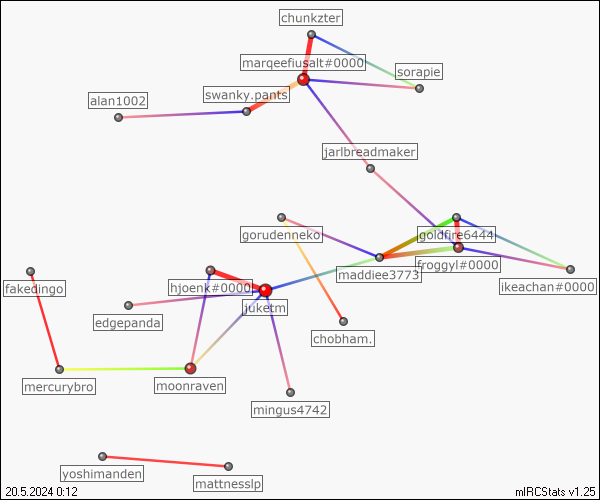 chunkzter
marqeefiusalt#0000
sorapie
swanky.pants
alan1002
jarlbreadmaker
gorudenneko
goldfire6444
froggyl#0000
maddiee3773
ikeachan#0000
fakedingo
hjoenk#0000
juketm
edgepanda
chobham.
mercurybro
moonraven
mingus4742
yoshimanden
mattnesslp
20.5.2024 0:12
mIRCStats v1.25